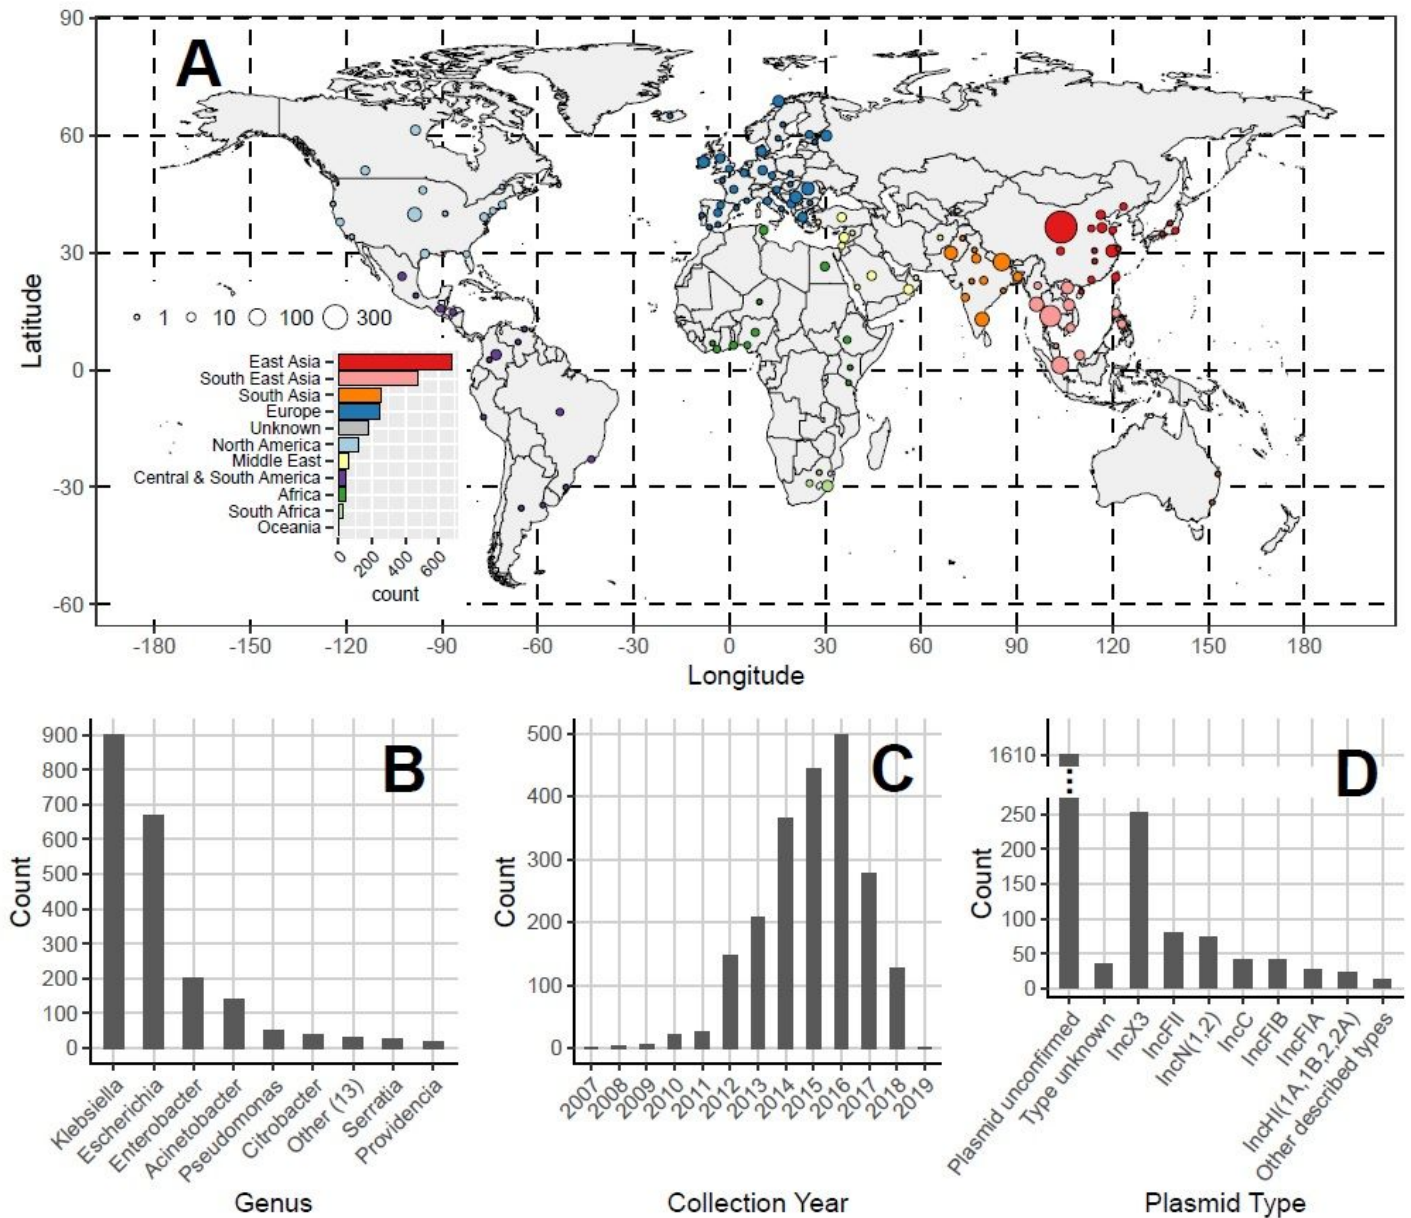 A
90
60
30
0
-30
-60
Latitude
1 10 100 300
East Asia
South East Asia
South Asia
Europe
Unknown
North America
Middle East
Central & South America
Africa
South Africa
Oceania
0 200 400 600
count
-180 -150 -120 -90 -60 -30 0 30 60 90 120 150 180
Longitude
B
900
800
700
600
500
400
300
200
100
0
Count
Klebsiella
Escherichia
Enterobacter
Acinetobacter
Pseudomonas
Citrobacter
Other (13)
Serratia
Providencia
Genus
C
500
400
300
200
100
0
Count
2007
2008
2009
2010
2011
2012
2013
2014
2015
2016
2017
2018
2019
Collection Year
D
1610
250
200
150
100
50
0
Count
Plasmid unconfirmed
Type unknown
IncX3
IncFII
IncN(1,2)
IncC
IncFIB
IncFIA
IncHI(1A,1B,2,2A)
Other described types
Plasmid Type